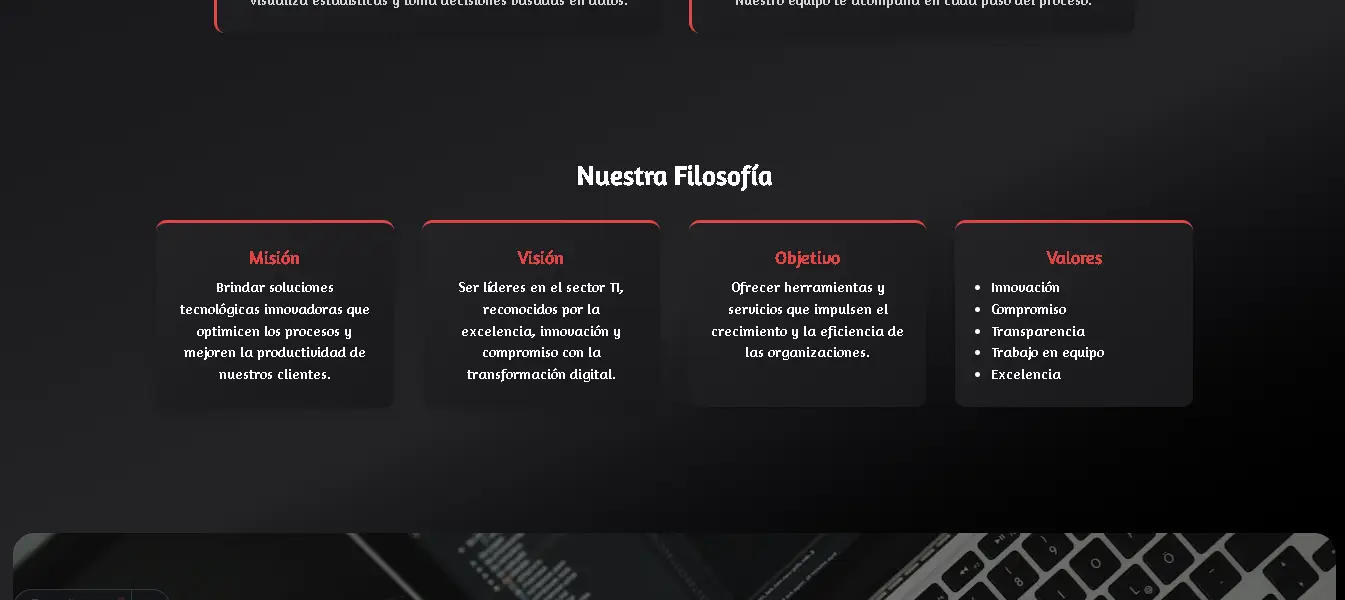 visualiza estadísticas y toma decisiones basadas en datos.
Nuestro equipo te acompaña en cada paso del proceso.
Nuestra Filosofía
Misión
Brindar soluciones
tecnológicas innovadoras que
optimicen los procesos y
mejoren la productividad de
nuestros clientes.
Visión
Ser líderes en el sector TI,
reconocidos por la
excelencia, innovación y
compromiso con la
transformación digital.
Objetivo
Ofrecer herramientas y
servicios que impulsen el
crecimiento y la eficiencia de
las organizaciones.
Valores
• Innovación
• Compromiso
• Transparencia
• Trabajo en equipo
• Excelencia